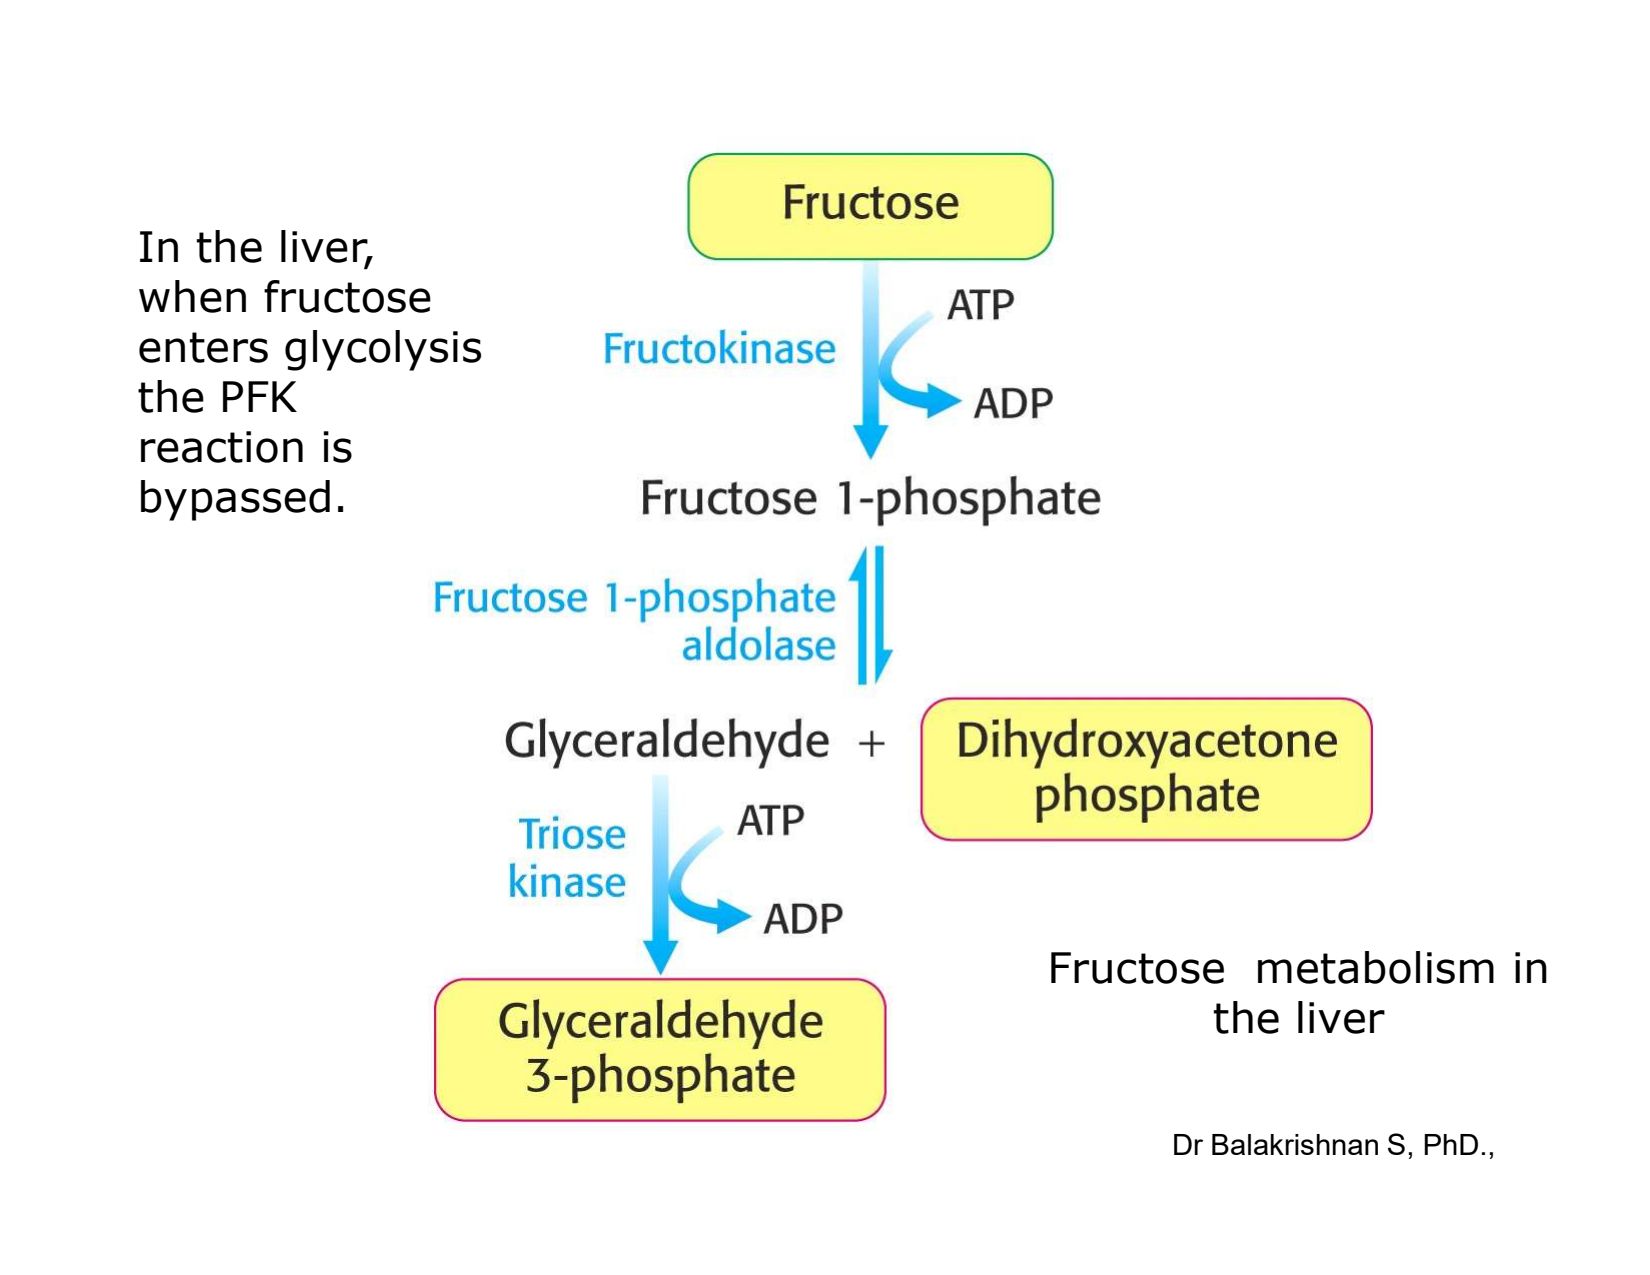 Fructose
In the liver,
when fructose
enters glycolysis
the PFK
reaction is
bypassed.
ATP
Fructokinase
ADP
Fructose 1-phosphate
Fructose 1-phosphate
aldolase
Glyceraldehyde +
Dihydroxyacetone
phosphate
Triose
kinase
ATP
ADP
Glyceraldehyde
3-phosphate
Fructose  metabolism in
the liver
Dr Balakrishnan S, PhD.,